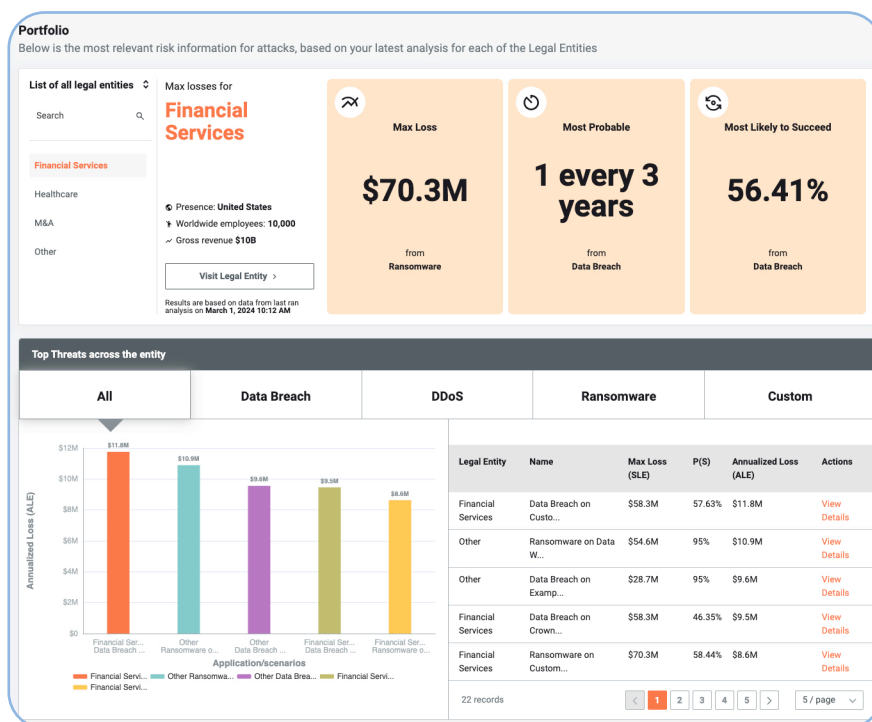 Portfolio
Below is the most relevant risk information for attacks, based on your latest analysis for each of the Legal Entities
List of all legal entities
Search
Financial Services
Healthcare
M&A
Other
Max losses for
Financial
Services
Presence: United States
Worldwide employees: 10,000
Gross revenue $10B
Visit Legal Entity >
Results are based on data from last ran
analysis on March 1, 2024 10:12 AM
Max Loss
$70.3M
from
Ransomware
Most Probable
1 every 3
years
from
Data Breach
Most Likely to Succeed
56.41%
from
Data Breach
Top Threats across the entity
All
Data Breach
DDoS
Ransomware
Custom
Annualized Loss (ALE)
$12M
$10M
$8M
$6M
$4M
$2M
$0
$11.8M
$10.9M
$9.6M
$9.5M
$8.6M
Financial Ser...
Data Breach ...
Other
Ransomware o...
Other
Data Breach ...
Financial Ser...
Data Breach ...
Financial Ser...
Ransomware o...
Application/scenarios
Financial Servi... Other Ransomwa... Other Data Brea... Financial Servi...
Financial Servi...
Legal Entity Name Max Loss P(S) Annualized Loss Actions
(SLE) (ALE)
Financial Data Breach on $58.3M 57.63% $11.8M View
Services Custo... Details
Other Ransomware on Data $54.6M 95% $10.9M View
W... Details
Other Data Breach on $28.7M 95% $9.6M View
Examp... Details
Financial Data Breach on $58.3M 46.35% $9.5M View
Services Crown... Details
Financial Ransomware on $70.3M 58.44% $8.6M View
Services Custom... Details
22 records < 1 2 3 4 5 > 5 / page